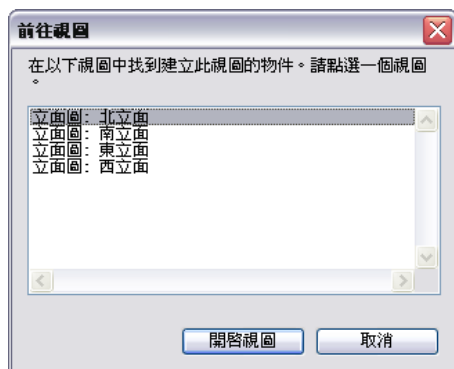 前往視圖
在以下視圖中找到建立此視圖的物件。請點選一個視圖
。
立面圖: 北立面
立面圖: 南立面
立面圖: 東立面
立面圖: 西立面
開啓視圖
取消